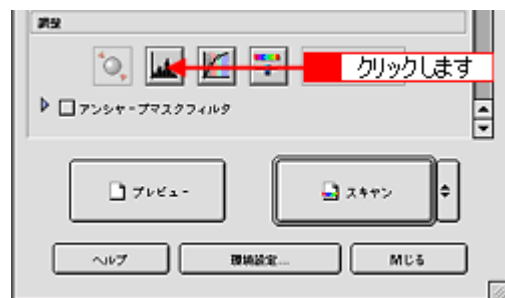 調整
クリックします
アンシャープマスクフィルタ
プレビュー
スキャン
ヘルプ
環境設定...
閉じる